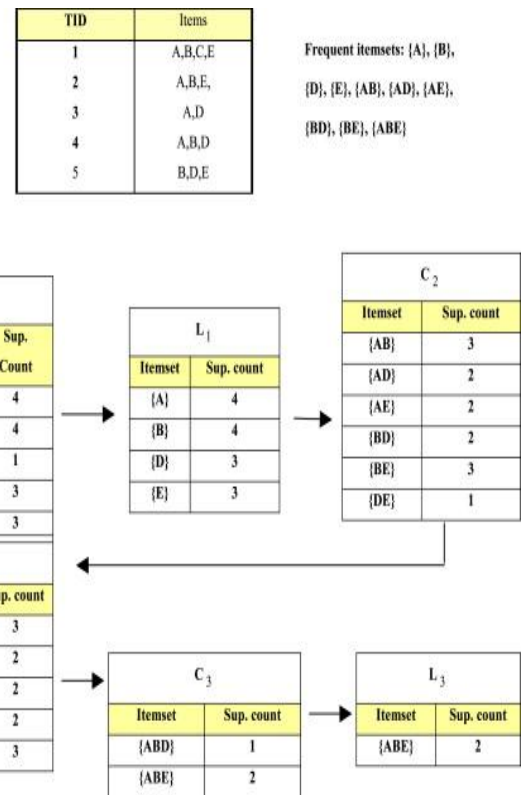 TID Items
1 A,B,C,E
2 A,B,E,
3 A,D
4 A,B,D
5 B,D,E
Frequent itemsets: {A}, {B},
{D}, {E}, {AB}, {AD}, {AE},
{BD}, {BE}, {ABE}
Sup.
Count
4
4
1
3
3
L1
Itemset Sup. count
{A} 4
{B} 4
{D} 3
{E} 3
C2
Itemset Sup. count
{AB} 3
{AD} 2
{AE} 2
{BD} 2
{BE} 3
{DE} 1
up. count
3
2
2
2
3
C3
Itemset Sup. count
{ABD} 1
{ABE} 2
L3
Itemset Sup. count
{ABE} 2